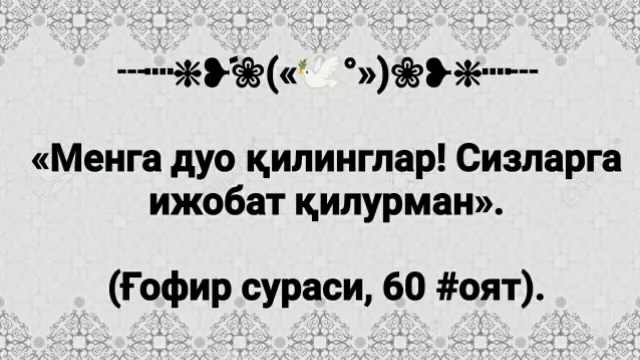 ┄┅┉❊❥❀҉(«🕊°»)҉❀❥❊┉┅┄
«Менга дуо қилинглар! Сизларга
ижобат қилурман».
(Ғофир сураси, 60 #оят).